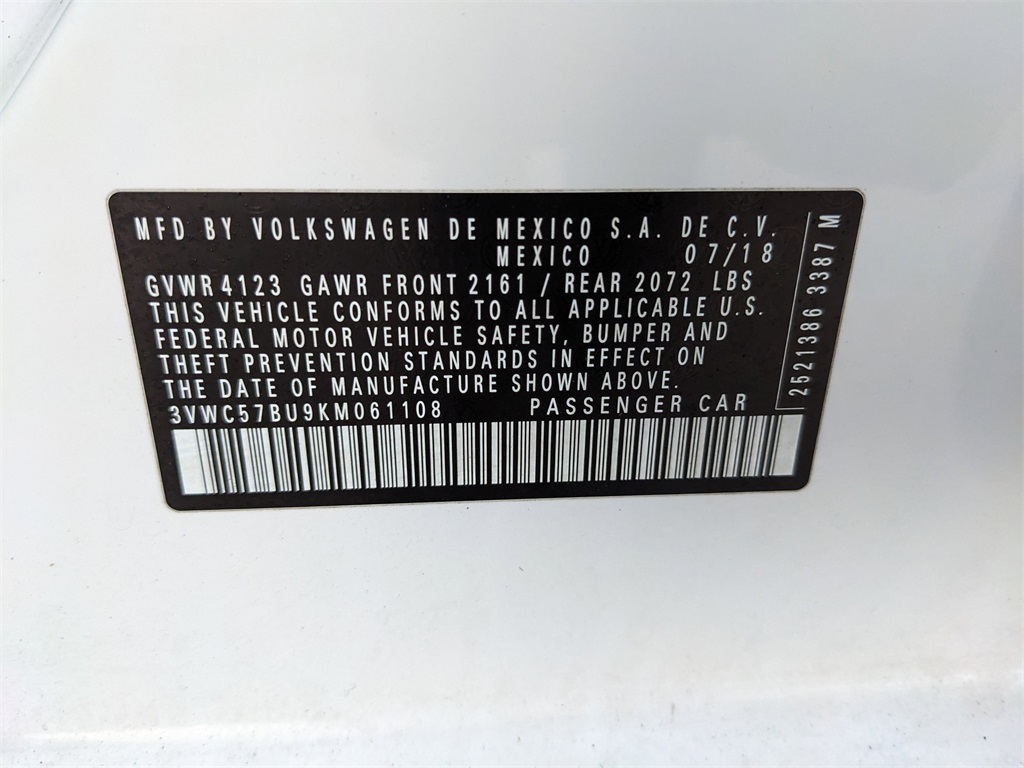 MFD BY VOLKSWAGEN DE MEXICO S.A. DE C.V.
MEXICO 07/18
GVWR 4123 GAWR FRONT 2161 / REAR 2072 LBS
THIS VEHICLE CONFORMS TO ALL APPLICABLE U.S.
FEDERAL MOTOR VEHICLE SAFETY, BUMPER AND
THEFT PREVENTION STANDARDS IN EFFECT ON
THE DATE OF MANUFACTURE SHOWN ABOVE.
3VWC57BU9KM061108 PASSENGER CAR
2521386 3387 M